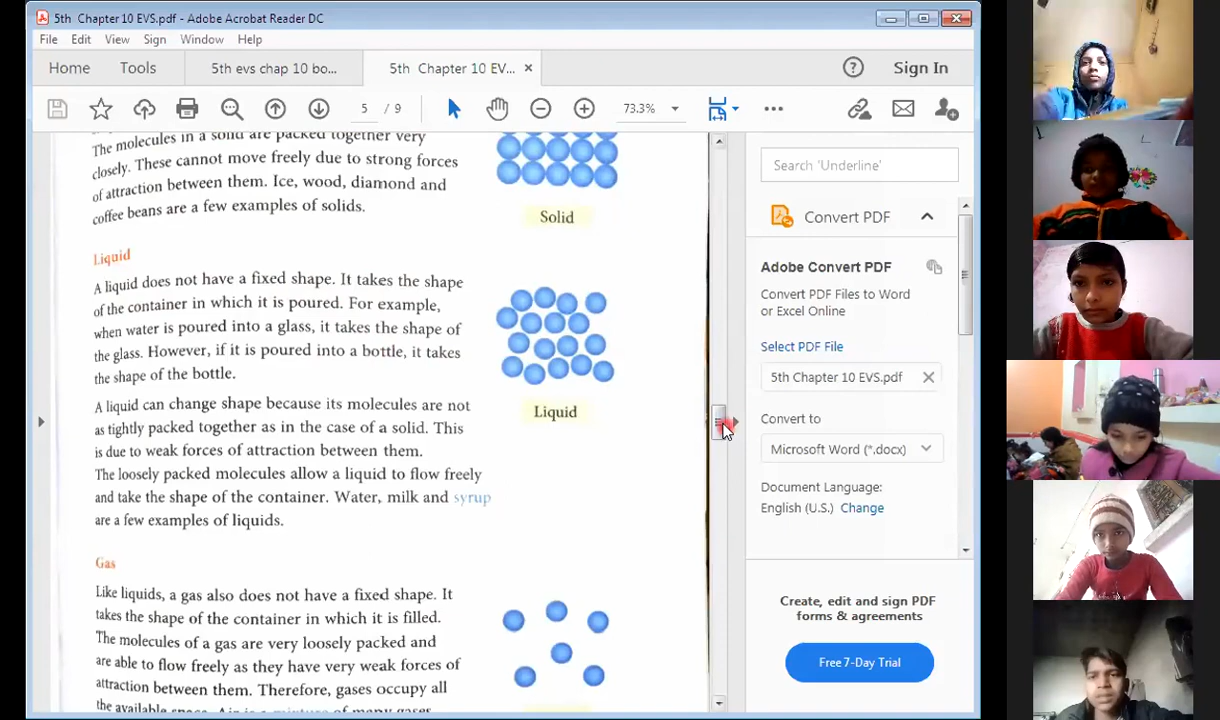 5th  Chapter 10 EVS.pdf - Adobe Acrobat Reader DC
File Edit View Sign Window Help
Home Tools 5th evs chap 10 bo... 5th  Chapter 10 EV... ×
Sign In
5 / 9 73.3%
The molecules in a solid are packed together very
closely. These cannot move freely due to strong forces
of attraction between them. Ice, wood, diamond and
coffee beans are a few examples of solids.
Solid
Liquid
A liquid does not have a fixed shape. It takes the shape
of the container in which it is poured. For example,
when water is poured into a glass, it takes the shape of
the glass. However, if it is poured into a bottle, it takes
the shape of the bottle.
A liquid can change shape because its molecules are not
as tightly packed together as in the case of a solid. This
is due to weak forces of attraction between them.
The loosely packed molecules allow a liquid to flow freely
and take the shape of the container. Water, milk and syrup
are a few examples of liquids.
Liquid
Gas
Like liquids, a gas also does not have a fixed shape. It
takes the shape of the container in which it is filled.
The molecules of a gas are very loosely packed and
are able to flow freely as they have very weak forces of
attraction between them. Therefore, gases occupy all
the available space. Air is a mixture of many gases
Search 'Underline'
Convert PDF
Adobe Convert PDF
Convert PDF Files to Word
or Excel Online
Select PDF File
5th Chapter 10 EVS.pdf
Convert to
Microsoft Word (*.docx)
Document Language:
English (U.S.) Change
Create, edit and sign PDF
forms & agreements
Free 7-Day Trial